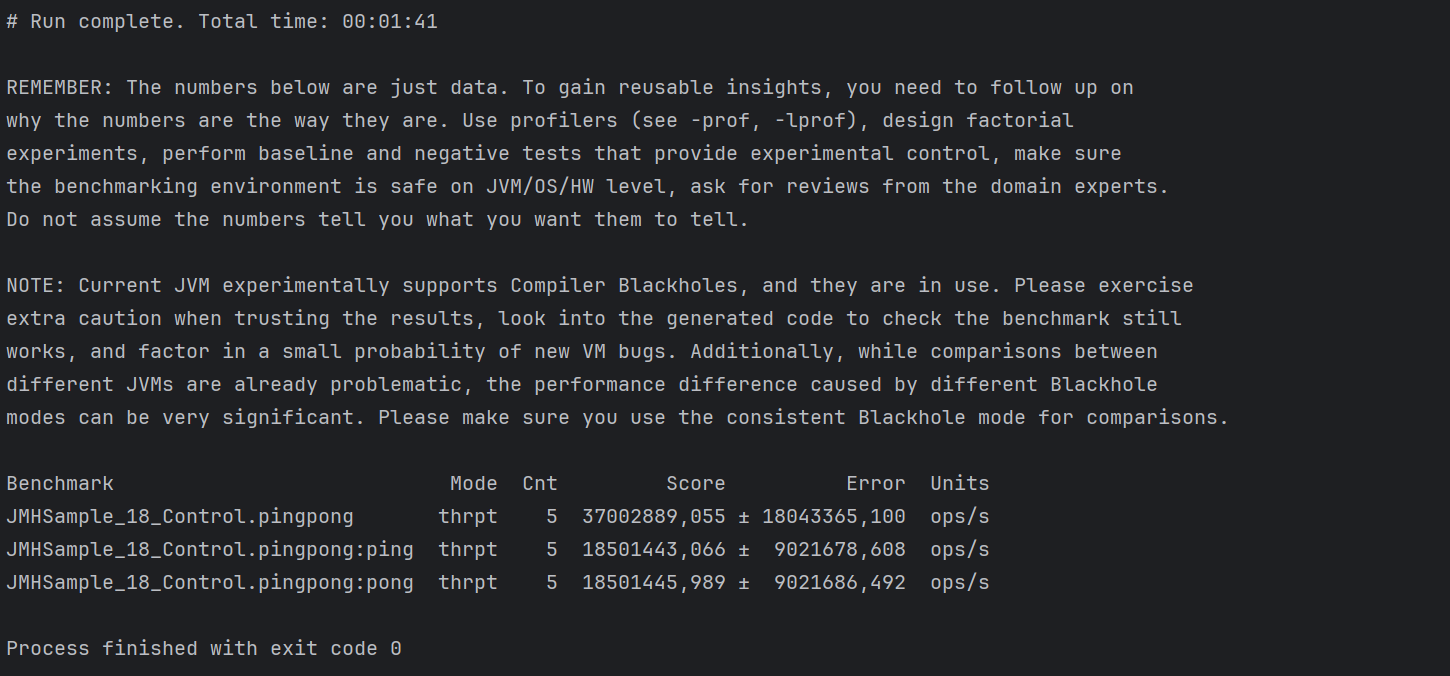 # Run complete. Total time: 00:01:41
REMEMBER: The numbers below are just data. To gain reusable insights, you need to follow up on
why the numbers are the way they are. Use profilers (see -prof, -lprof), design factorial
experiments, perform baseline and negative tests that provide experimental control, make sure
the benchmarking environment is safe on JVM/OS/HW level, ask for reviews from the domain experts.
Do not assume the numbers tell you what you want them to tell.
NOTE: Current JVM experimentally supports Compiler Blackholes, and they are in use. Please exercise
extra caution when trusting the results, look into the generated code to check the benchmark still
works, and factor in a small probability of new VM bugs. Additionally, while comparisons between
different JVMs are already problematic, the performance difference caused by different Blackhole
modes can be very significant. Please make sure you use the consistent Blackhole mode for comparisons.
Benchmark                            Mode  Cnt         Score          Error  Units
JMHSample_18_Control.pingpong       thrpt    5  37002889,055 ± 18043365,100  ops/s
JMHSample_18_Control.pingpong:ping  thrpt    5  18501443,066 ±  9021678,608  ops/s
JMHSample_18_Control.pingpong:pong  thrpt    5  18501445,989 ±  9021686,492  ops/s
Process finished with exit code 0